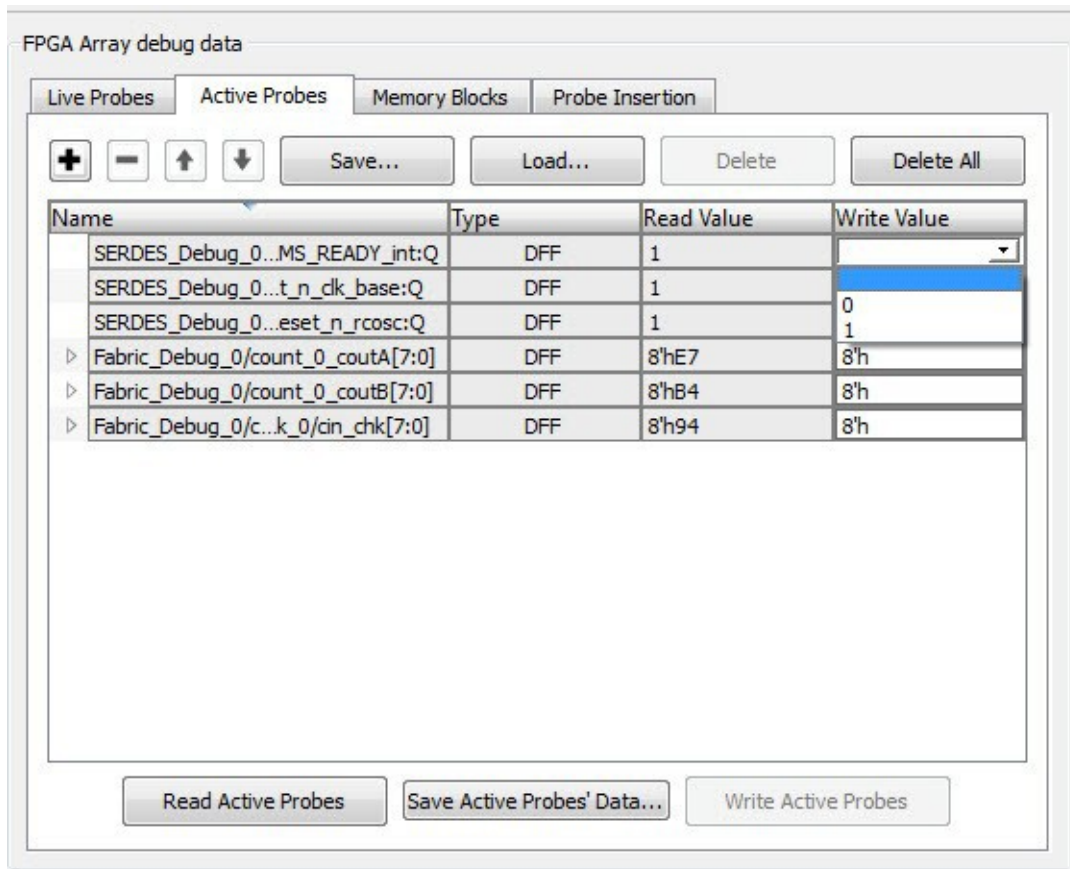 FPGA Array debug data
Live Probes Active Probes Memory Blocks Probe Insertion
Save... Load... Delete Delete All
Name Type Read Value Write Value
SERDES_Debug_0...MS_READY_int:Q DFF 1
SERDES_Debug_0...t_n_clk_base:Q DFF 1
0
SERDES_Debug_0...eset_n_rcosc:Q DFF 1
1
Fabric_Debug_0/count_0_coutA[7:0] DFF 8'hE7 8'h
Fabric_Debug_0/count_0_coutB[7:0] DFF 8'hB4 8'h
Fabric_Debug_0/c...k_0/cin_chk[7:0] DFF 8'h94 8'h
Read Active Probes Save Active Probes' Data... Write Active Probes